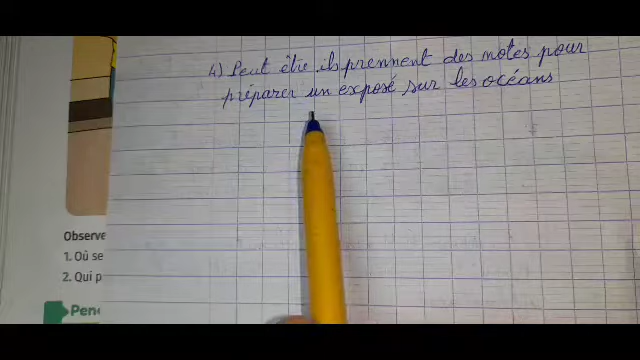 4) Peut être ils prennent des notes pour
préparer un exposé sur les océans
Observe
1. Où se
2. Qui p
Pen